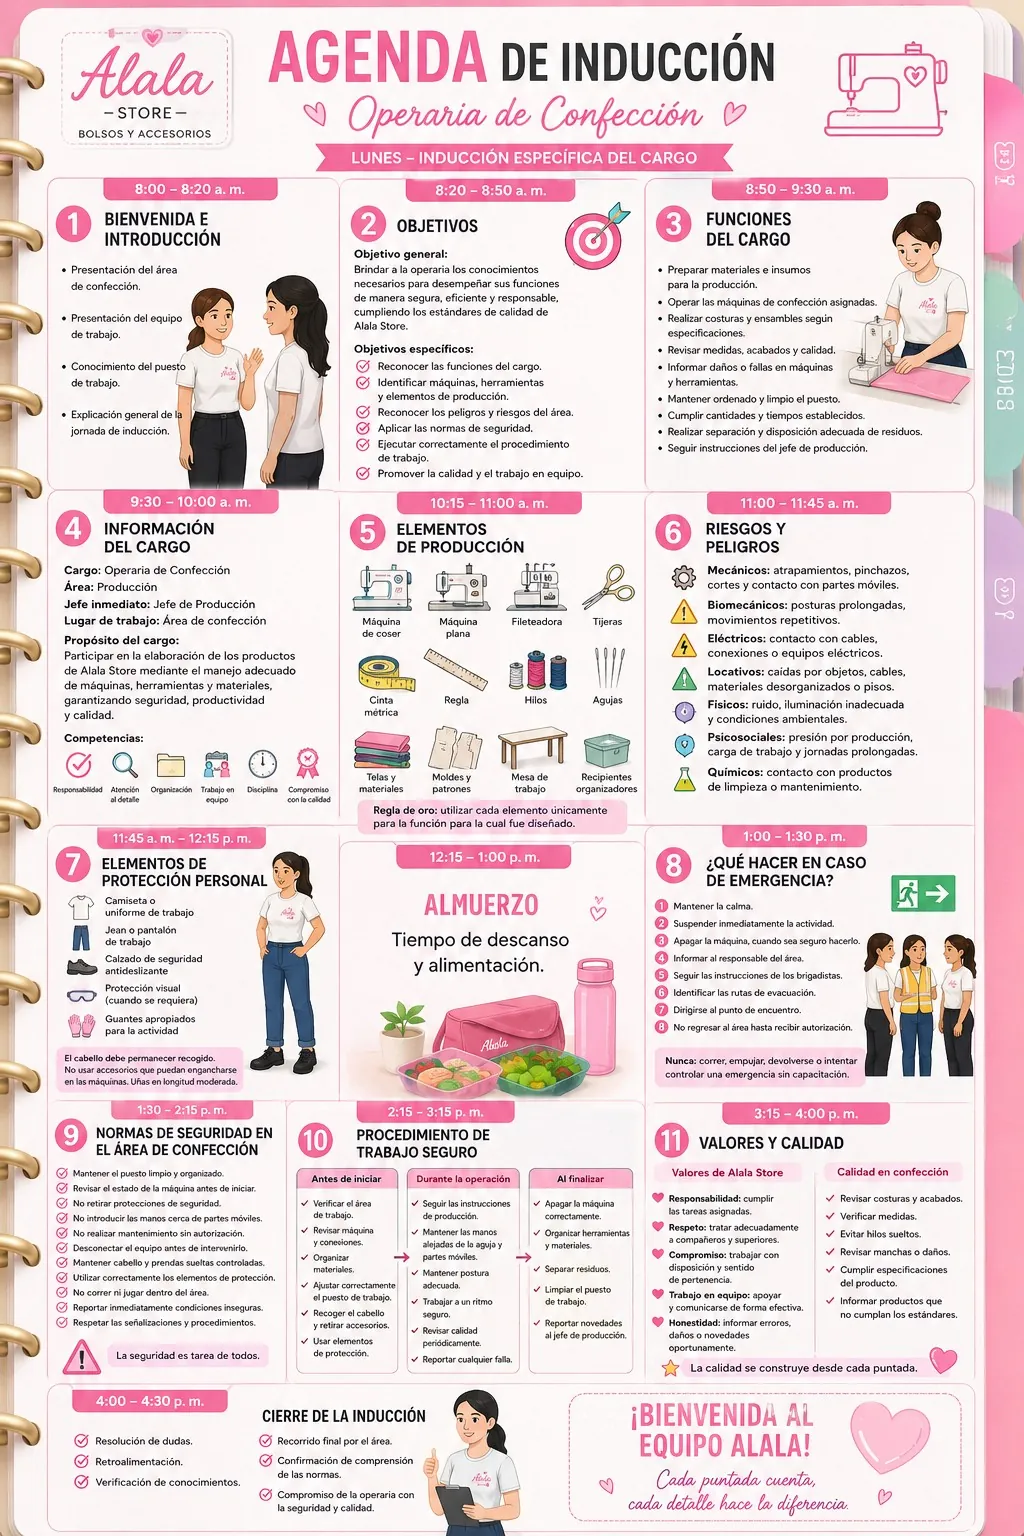 Alala
STORE
BOLSOS Y ACCESORIOS
AGENDA DE INDUCCIÓN
Operaria de Confección
LUNES – INDUCCIÓN ESPECÍFICA DEL CARGO
8:00 – 8:20 a. m.
1 BIENVENIDA E
INTRODUCCIÓN
• Presentación del área
de confección.
• Presentación del equipo
de trabajo.
• Conocimiento del puesto
de trabajo.
• Explicación general de la
jornada de inducción.
8:20 – 8:50 a. m.
2 OBJETIVOS
Objetivo general:
Brindar a la operaria los conocimientos
necesarios para desempeñar sus funciones
de manera segura, eficiente y responsable,
cumpliendo los estándares de calidad de
Alala Store.
Objetivos específicos:
Reconocer las funciones del cargo.
Identificar máquinas, herramientas
y elementos de producción.
Reconocer los peligros y riesgos del área.
Aplicar las normas de seguridad.
Ejecutar correctamente el procedimiento
de trabajo.
Promover la calidad y el trabajo en equipo.
8:50 – 9:30 a. m.
3 FUNCIONES
DEL CARGO
• Preparar materiales e insumos
para la producción.
• Operar las máquinas de confección asignadas.
• Realizar costuras y ensambles según
especificaciones.
• Revisar medidas, acabados y calidad.
• Informar daños o fallas en máquinas
y herramientas.
• Mantener ordenado y limpio el puesto.
• Cumplir cantidades y tiempos establecidos.
• Realizar separación y disposición adecuada de residuos.
• Seguir instrucciones del jefe de producción.
9:30 – 10:00 a. m.
4 INFORMACIÓN
DEL CARGO
Cargo: Operaria de Confección
Área: Producción
Jefe inmediato: Jefe de Producción
Lugar de trabajo: Área de confección
Propósito del cargo:
Participar en la elaboración de los productos
de Alala Store mediante el manejo adecuado
de máquinas, herramientas y materiales,
garantizando seguridad, productividad
y calidad.
Competencias:
Responsabilidad
Atención
al detalle
Organización
Trabajo en
equipo
Disciplina
Compromiso
con la calidad
10:15 – 11:00 a. m.
5 ELEMENTOS
DE PRODUCCIÓN
Máquina
de coser
Máquina
plana
Fileteadora
Tijeras
Cinta
métrica
Regla
Hilos
Agujas
Telas y
materiales
Moldes y
patrones
Mesa de
trabajo
Recipientes
organizadores
Regla de oro: utilizar cada elemento únicamente
para la función para la cual fue diseñado.
11:00 – 11:45 a. m.
6 RIESGOS Y
PELIGROS
Mecánicos: atrapamientos, pinchazos,
cortes y contacto con partes móviles.
Biomecánicos: posturas prolongadas,
movimientos repetitivos.
Eléctricos: contacto con cables,
conexiones o equipos eléctricos.
Locativos: caídas por objetos, cables,
materiales desorganizados o pisos.
Físicos: ruido, iluminación inadecuada
y condiciones ambientales.
Psicosociales: presión por producción,
carga de trabajo y jornadas prolongadas.
Químicos: contacto con productos
de limpieza o mantenimiento.
11:45 a. m. – 12:15 p. m.
7 ELEMENTOS DE
PROTECCIÓN PERSONAL
Camiseta o
uniforme de trabajo
Jean o pantalón
de trabajo
Calzado de seguridad
antideslizante
Protección visual
(cuando se requiera)
Guantes apropiados
para la actividad
El cabello debe permanecer recogido.
No usar accesorios que puedan engancharse
en las máquinas. Uñas en longitud moderada.
12:15 – 1:00 p. m.
ALMUERZO
Tiempo de descanso
y alimentación.
Alala
1:00 – 1:30 p. m.
8 ¿QUÉ HACER EN CASO
DE EMERGENCIA?
1 Mantener la calma.
2 Suspender inmediatamente la actividad.
3 Apagar la máquina, cuando sea seguro hacerlo.
4 Informar al responsable del área.
5 Seguir las instrucciones de los brigadistas.
6 Identificar las rutas de evacuación.
7 Dirigirse al punto de encuentro.
8 No regresar al área hasta recibir autorización.
Nunca: correr, empujar, devolverse o intentar
controlar una emergencia sin capacitación.
1:30 – 2:15 p. m.
9 NORMAS DE SEGURIDAD EN
EL ÁREA DE CONFECCIÓN
Mantener el puesto limpio y organizado.
Revisar el estado de la máquina antes de iniciar.
No retirar protecciones de seguridad.
No introducir las manos cerca de partes móviles.
No realizar mantenimiento sin autorización.
Desconectar el equipo antes de intervenirlo.
Mantener cabello y prendas sueltas controladas.
Utilizar correctamente los elementos de protección.
No correr ni jugar dentro del área.
Reportar inmediatamente condiciones inseguras.
Respetar las señalizaciones y procedimientos.
La seguridad es tarea de todos.
2:15 – 3:15 p. m.
10 PROCEDIMIENTO DE
TRABAJO SEGURO
Antes de iniciar
Verificar el área
de trabajo.
Revisar máquina
y conexiones.
Organizar
materiales.
Ajustar correctamente
el puesto de trabajo.
Recoger el cabello
y retirar accesorios.
Usar elementos
de protección.
Durante la operación
Seguir las instrucciones
de producción.
Mantener las manos
alejadas de la aguja y
partes móviles.
Mantener postura
adecuada.
Trabajar a un ritmo
seguro.
Revisar calidad
periódicamente.
Reportar cualquier falla.
Al finalizar
Apagar la máquina
correctamente.
Organizar herramientas
y materiales.
Separar residuos.
Limpiar el puesto
de trabajo.
Reportar novedades
al jefe de producción.
3:15 – 4:00 p. m.
11 VALORES Y CALIDAD
Valores de Alala Store
Responsabilidad: cumplir
las tareas asignadas.
Respeto: tratar adecuadamente
a compañeros y superiores.
Compromiso: trabajar con
disposición y sentido
de pertenencia.
Trabajo en equipo: apoyar
y comunicarse de forma efectiva.
Honestidad: informar errores,
daños o novedades
oportunamente.
Calidad en confección
Revisar costuras y acabados.
Verificar medidas.
Evitar hilos sueltos.
Revisar manchas o daños.
Cumplir especificaciones
del producto.
Informar productos que
no cumplan los estándares.
La calidad se construye desde cada puntada.
4:00 – 4:30 p. m.
CIERRE DE LA INDUCCIÓN
Resolución de dudas.
Retroalimentación.
Verificación de conocimientos.
Recorrido final por el área.
Confirmación de comprensión
de las normas.
Compromiso de la operaria con
la seguridad y calidad.
Alala
¡BIENVENIDA AL
EQUIPO ALALA!
Cada puntada cuenta,
cada detalle hace la diferencia.